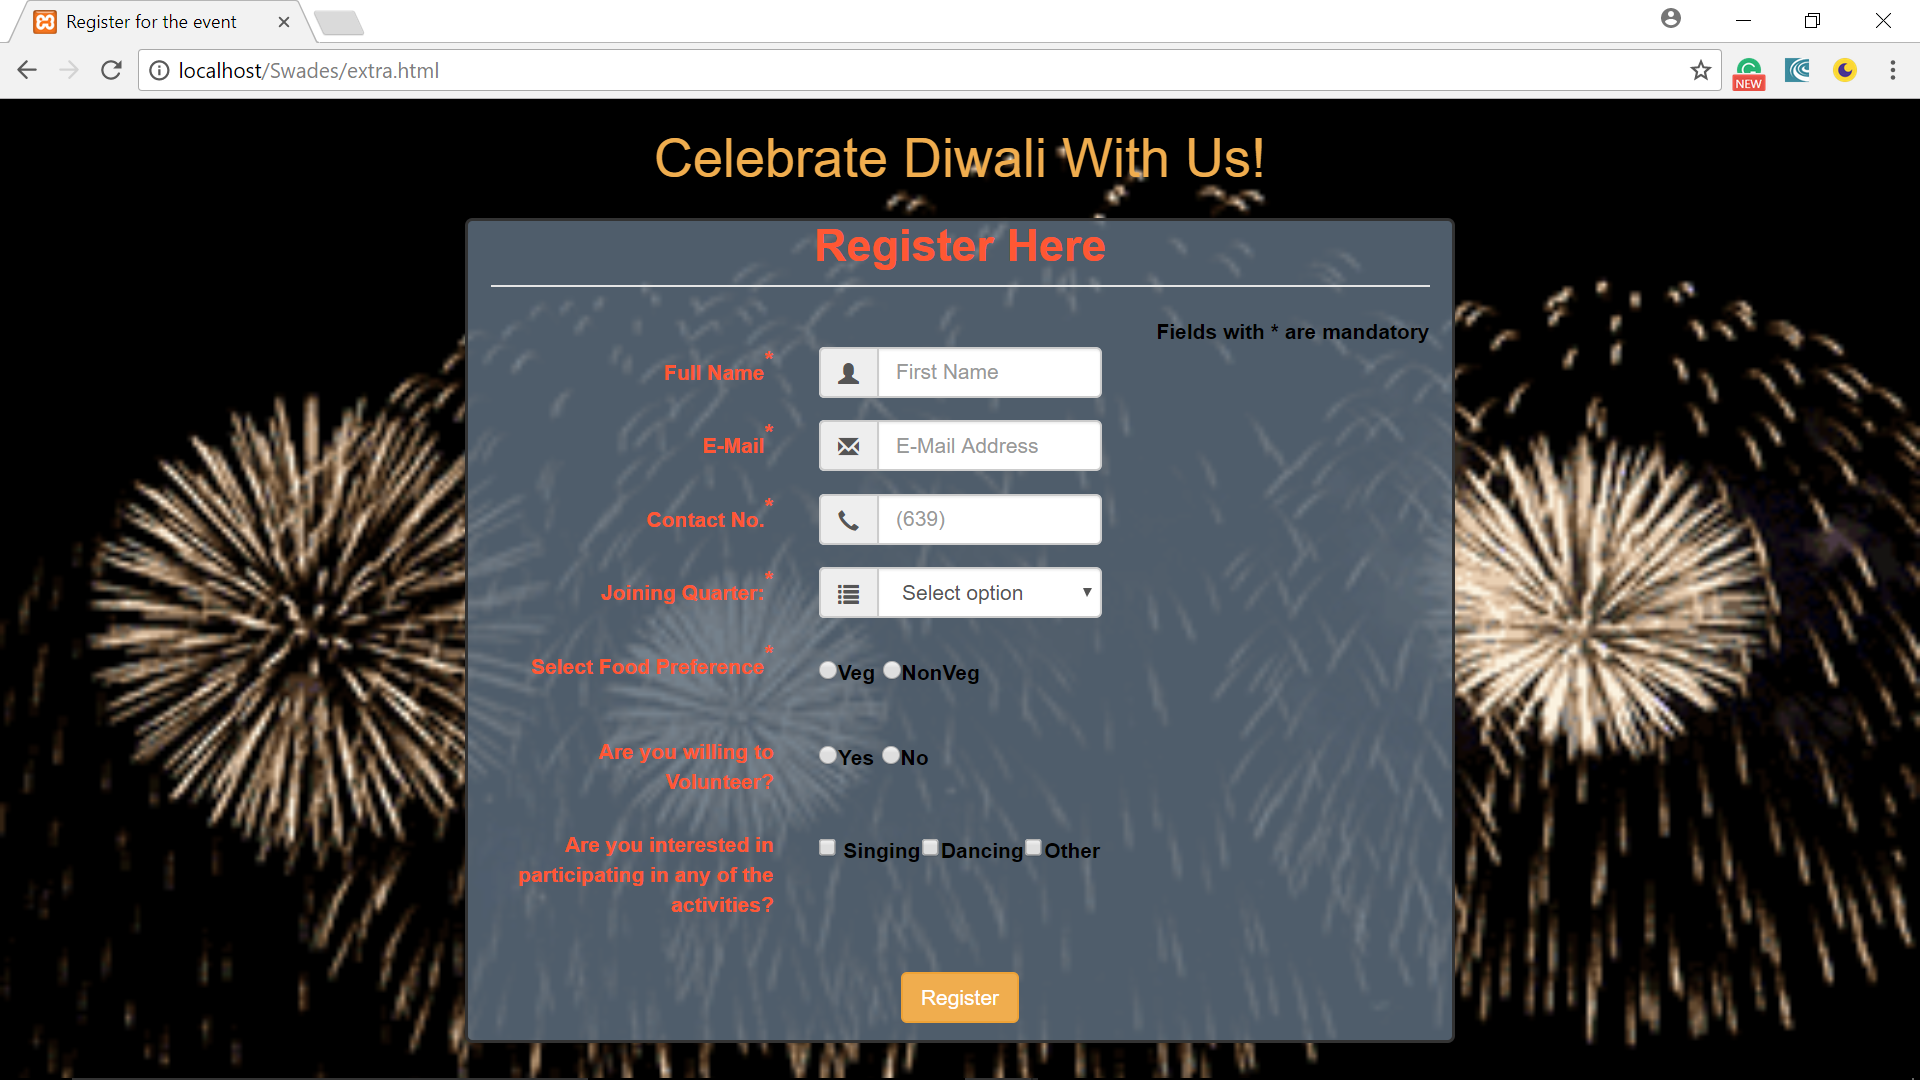 Register for the event
localhost/Swades/extra.html
NEW
Celebrate Diwali With Us!
Register Here
Fields with * are mandatory
Full Name*
First Name
E-Mail*
E-Mail Address
Contact No.*
(639)
Joining Quarter:*
Select option
Select Food Preference*
Veg NonVeg
Are you willing to
Volunteer?
Yes No
Are you interested in
participating in any of the
activities?
Singing Dancing Other
Register